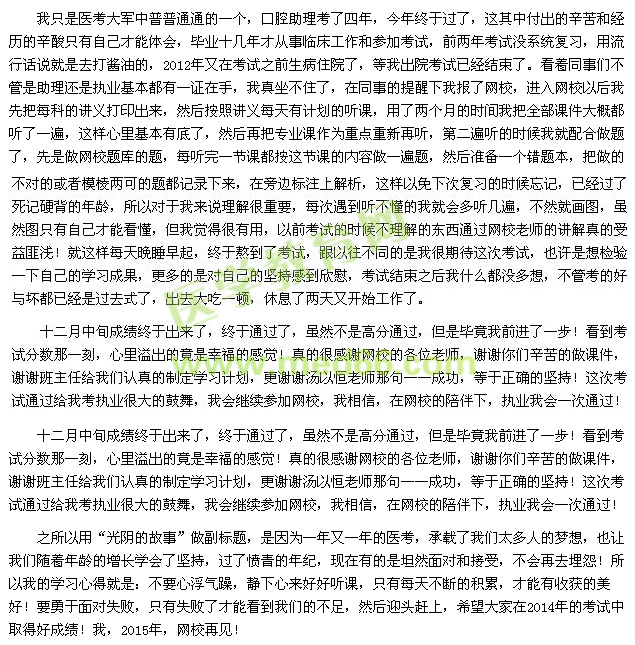 我只是医考大军中普普通通的一个，口腔助理考了四年，今年终于过了，这其中付出的辛苦和经
历的辛酸只有自己才能体会，毕业十几年才从事临床工作和参加考试，前两年考试没系统复习，用流
行话说就是去打酱油的，2012年又在考试之前生病住院了，等我出院考试已经结束了。看着同事们不
管是助理还是执业基本都有一证在手，我真坐不住了，在同事的提醒下我报了网校，进入网校以后我
先把每科的讲义打印出来，然后按照讲义每天有计划的听课，用了两个月的时间我把全部课件大概都
听了一遍，这样心里基本有底了，然后再把专业课作为重点重新再听，第二遍听的时候我就配合做题
了，先是做网校题库的题，每听完一节课都按这节课的内容做一遍题，然后准备一个错题本，把做的
不对的或者模棱两可的题都记录下来，在旁边标注上解析，这样以免下次复习的时候忘记，已经过了
死记硬背的年龄，所以对于我来说理解很重要，每次遇到听不懂的我就会多听几遍，不然就画图，虽
然图只有自己才能看懂，但我觉得很有用，以前考试的时候不理解的东西通过网校老师的讲解真的受
益匪浅！就这样每天晚睡早起，终于熬到了考试，跟以往不同的是我很期待这次考试，也许是想检验
一下自己的学习成果，更多的是对自己的坚持感到欣慰，考试结束之后我什么都没多想，不管考的好
与坏都已经是过去式了，出去大吃一顿，休息了两天又开始工作了。
十二月中旬成绩终于出来了，终于通过了，虽然不是高分通过，但是毕竟我前进了一步！看到考
试分数那一刻，心里溢出的竟是幸福的感觉！真的很感谢网校的各位老师，谢谢你们辛苦的做课件，
谢谢班主任给我们认真的制定学习计划，更谢谢汤以恒老师那句——成功，等于正确的坚持！这次考
试通过给我考执业很大的鼓舞，我会继续参加网校，我相信，在网校的陪伴下，执业我会一次通过！
十二月中旬成绩终于出来了，终于通过了，虽然不是高分通过，但是毕竟我前进了一步！看到考
试分数那一刻，心里溢出的竟是幸福的感觉！真的很感谢网校的各位老师，谢谢你们辛苦的做课件，
谢谢班主任给我们认真的制定学习计划，更谢谢汤以恒老师那句——成功，等于正确的坚持！这次考
试通过给我考执业很大的鼓舞，我会继续参加网校，我相信，在网校的陪伴下，执业我会一次通过！
之所以用“光阴的故事”做副标题，是因为一年又一年的医考，承载了我们太多人的梦想，也让
我们随着年龄的增长学会了坚持，过了愤青的年纪，现在有的是坦然面对和接受，不会再去埋怨！所
以我的学习心得就是：不要心浮气躁，静下心来好好听课，只有每天不断的积累，才能有收获的美
好！要勇于面对失败，只有失败了才能看到我们的不足，然后迎头赶上，希望大家在2014年的考试中
取得好成绩！我，2015年，网校再见！
医学教育网
www.med66.com